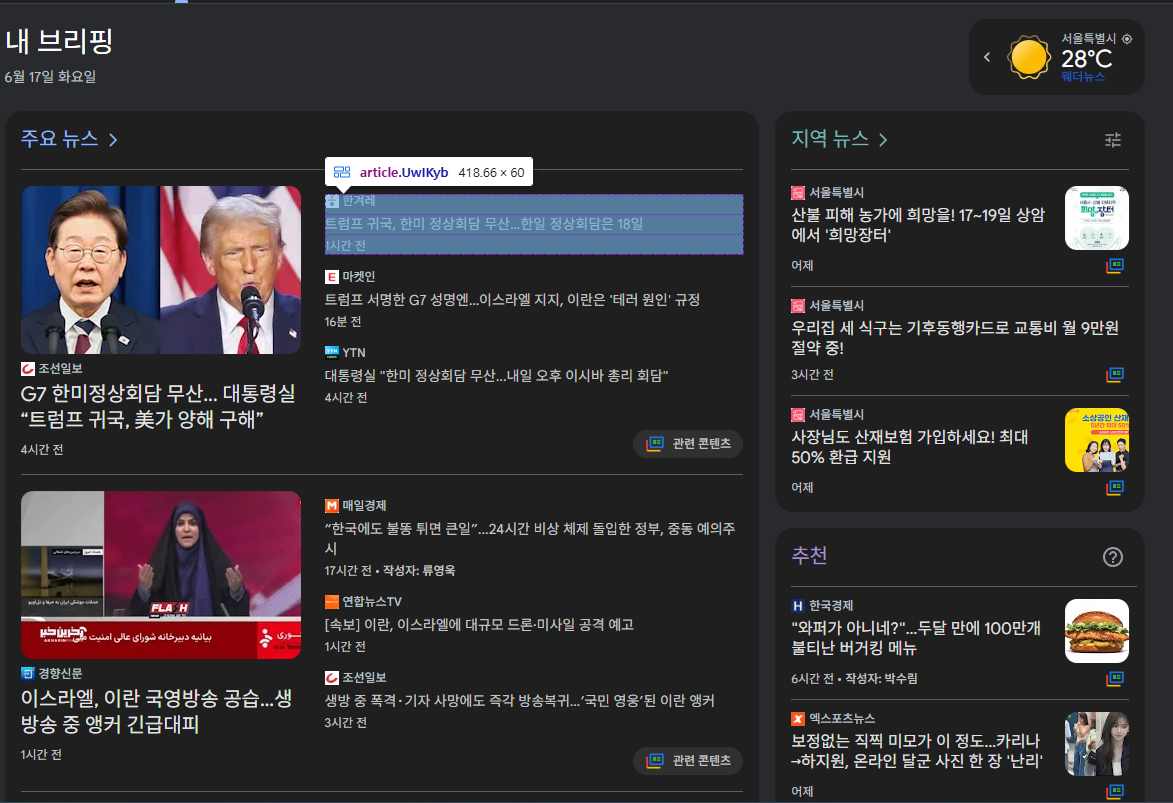 내 브리핑
6월 17일 화요일
서울특별시
28°C
웨더뉴스
주요 뉴스
article.UwIKyb 418.66 × 60
조선일보
G7 한미정상회담 무산... 대통령실
“트럼프 귀국, 美가 양해 구해”
4시간 전
한겨레
트럼프 귀국, 한미 정상회담 무산...한일 정상회담은 18일
1시간 전
E 마켓인
트럼프 서명한 G7 성명엔...이스라엘 지지, 이란은 '테러 원인' 규정
16분 전
YTN
대통령실 "한미 정상회담 무산...내일 오후 이시바 총리 회담"
4시간 전
관련 콘텐츠
FLASH
بیانیه دبیرخانه شورای عالی امنیت
경향신문
이스라엘, 이란 국영방송 공습...생
방송 중 앵커 긴급대피
1시간 전
M 매일경제
“한국에도 불똥 튀면 큰일”...24시간 비상 체제 돌입한 정부, 중동 예의주
시
17시간 전 • 작성자: 류영욱
연합뉴스TV
[속보] 이란, 이스라엘에 대규모 드론·미사일 공격 예고
1시간 전
조선일보
생방 중 폭격·기자 사망에도 즉각 방송복귀...‘국민 영웅’된 이란 앵커
3시간 전
관련 콘텐츠
지역 뉴스
서울특별시
산불 피해 농가에 희망을! 17~19일 상암
에서 '희망장터'
어제
서울특별시
우리집 세 식구는 기후동행카드로 교통비 월 9만원
절약 중!
3시간 전
서울특별시
사장님도 산재보험 가입하세요! 최대
50% 환급 지원
어제
소상공인 산재
5년간 최대 50%
추천
H 한국경제
"와퍼가 아니네?"...두달 만에 100만개
불티난 버거킹 메뉴
6시간 전 • 작성자: 박수림
엑스포츠뉴스
보정없는 직찍 미모가 이 정도...카리나
→하지원, 온라인 달군 사진 한 장 '난리'
어제